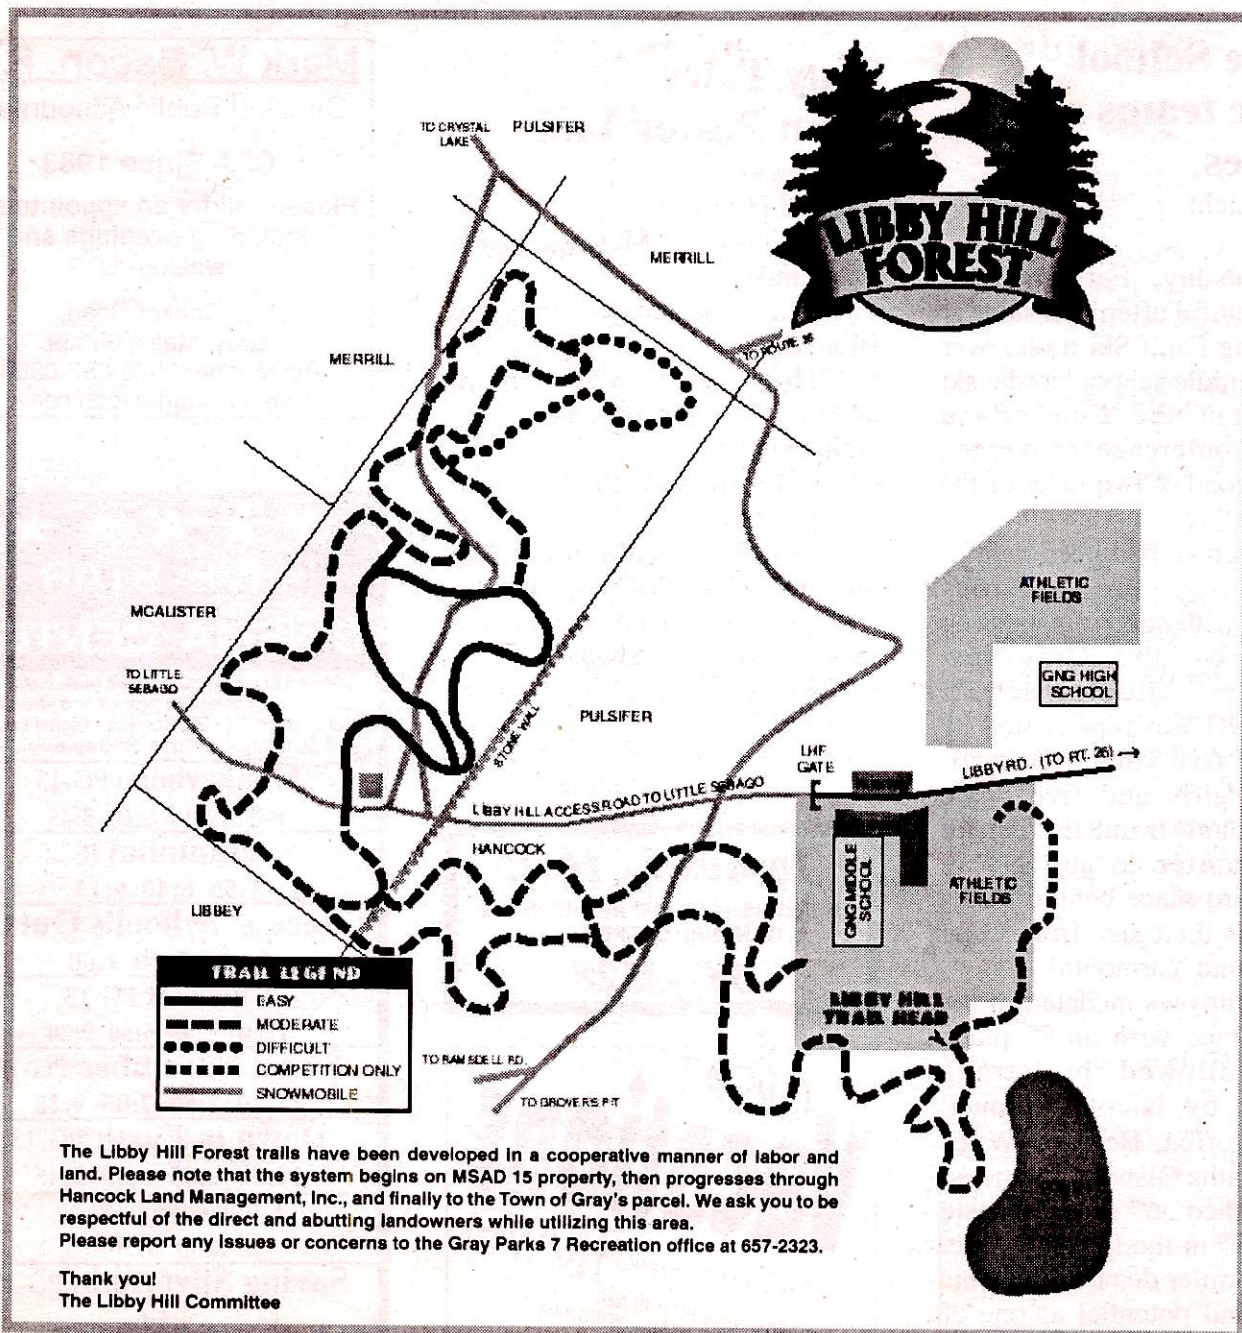 TO CRYSTAL
LAKE
PULSIFER
LIBBY HILL
FOREST
MERRILL
TO ROUTE 26
MERRILL
ATHLETIC
FIELDS
MCALISTER
GNG HIGH
SCHOOL
TO LITTLE
SEBAGO
PULSIFER
STONE WALL
LHF
GATE
LIBBY RD. (TO RT. 26) →
LIBBY HILL ACCESS ROAD TO LITTLE SEBAGO
HANCOCK
GNG MIDDLE
SCHOOL
ATHLETIC
FIELDS
LIBBEY
TRAIL LEGEND
EASY
MODERATE
DIFFICULT
COMPETITION ONLY
SNOWMOBILE
LIBBY HILL
TRAIL HEAD
TO RAMSDELL RD.
TO GROVERS PIT
The Libby Hill Forest trails have been developed in a cooperative manner of labor and
land. Please note that the system begins on MSAD 15 property, then progresses through
Hancock Land Management, Inc., and finally to the Town of Gray's parcel. We ask you to be
respectful of the direct and abutting landowners while utilizing this area.
Please report any issues or concerns to the Gray Parks 7 Recreation office at 657-2323.
Thank you!
The Libby Hill Committee